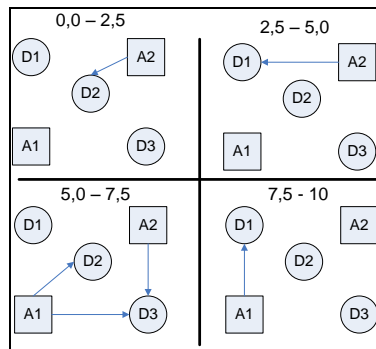 0,0 – 2,5
D1
A2
D2
A1
D3
2,5 – 5,0
D1
A2
D2
A1
D3
5,0 – 7,5
D1
A2
D2
A1
D3
7,5 - 10
D1
A2
D2
A1
D3